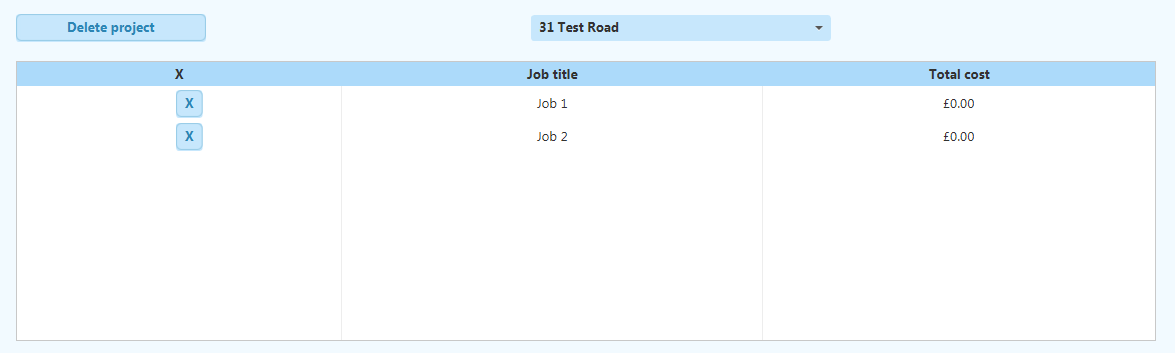 Delete project 31 Test Road
X Job title Total cost
X Job 1 £0.00
X Job 2 £0.00